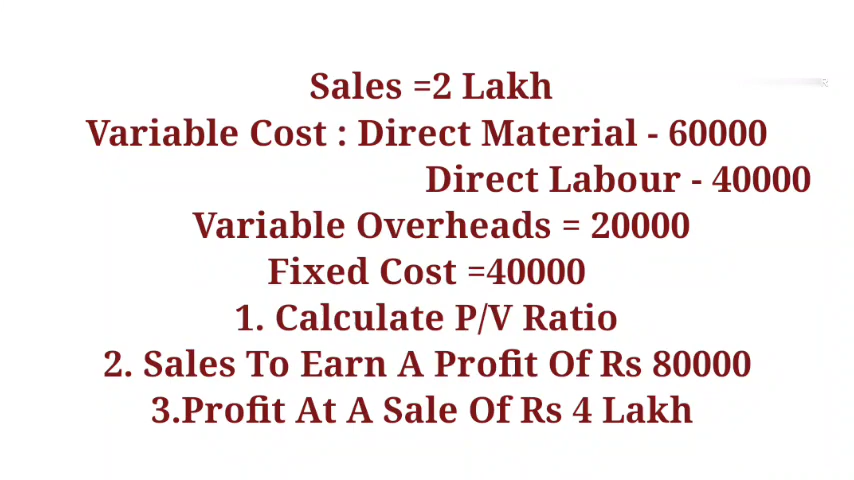 Sales =2 Lakh
Variable Cost : Direct Material - 60000
Direct Labour - 40000
Variable Overheads = 20000
Fixed Cost =40000
1. Calculate P/V Ratio
2. Sales To Earn A Profit Of Rs 80000
3.Profit At A Sale Of Rs 4 Lakh